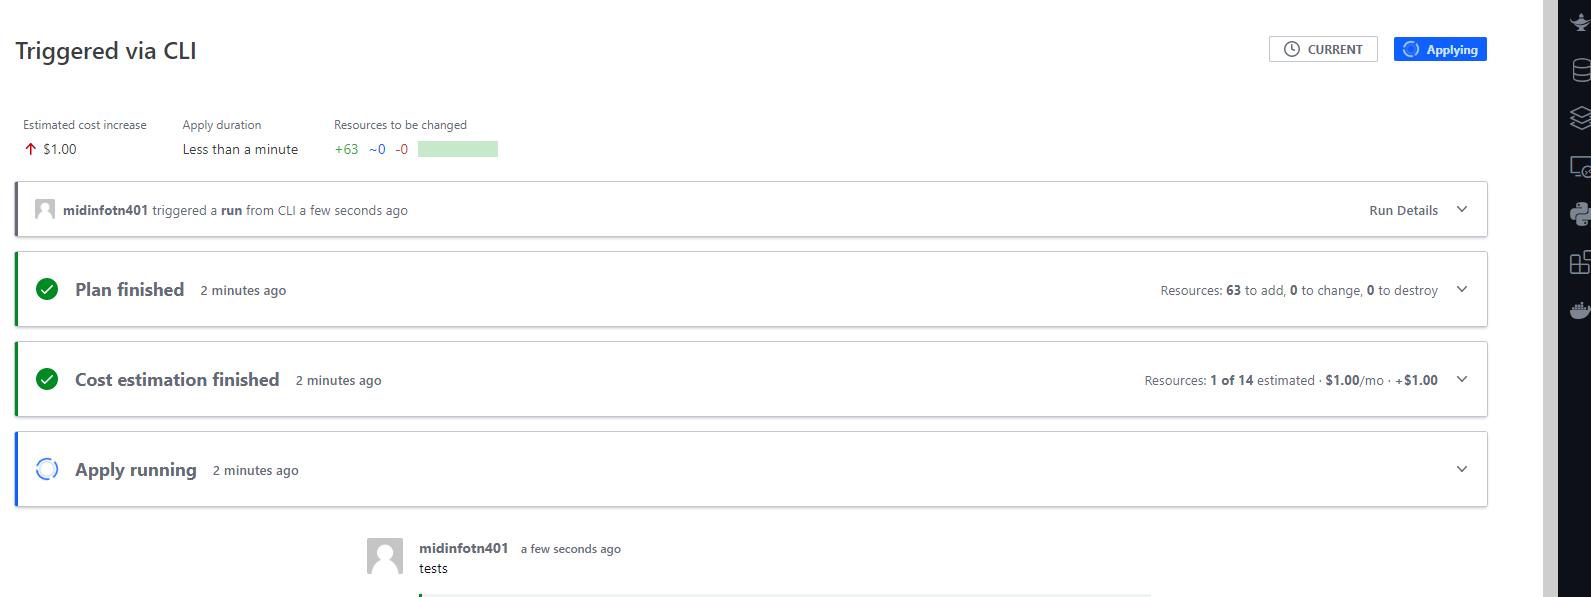 Triggered via CLI
CURRENT
Applying
Estimated cost increase
Apply duration
Resources to be changed
$1.00
Less than a minute
+63 ~0 -0
midinfotn401 triggered a run from CLI a few seconds ago
Run Details
Plan finished 2 minutes ago
Resources: 63 to add, 0 to change, 0 to destroy
Cost estimation finished 2 minutes ago
Resources: 1 of 14 estimated · $1.00/mo · +$1.00
Apply running 2 minutes ago
midinfotn401 a few seconds ago
tests